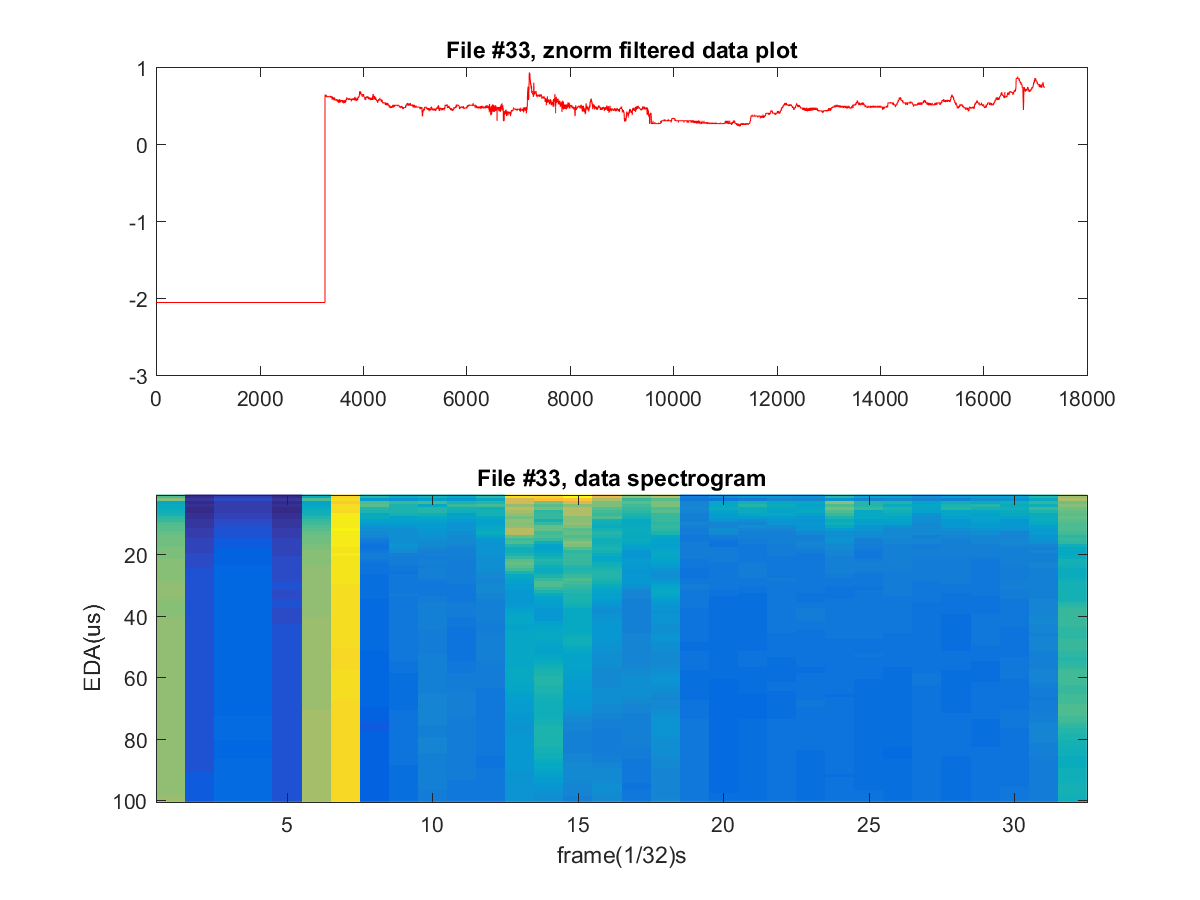 File #33, znorm filtered data plot
1
0
-1
-2
-3
0 2000 4000 6000 8000 10000 12000 14000 16000 18000
File #33, data spectrogram
20
40
60
80
100
EDA(us)
5 10 15 20 25 30
frame(1/32)s